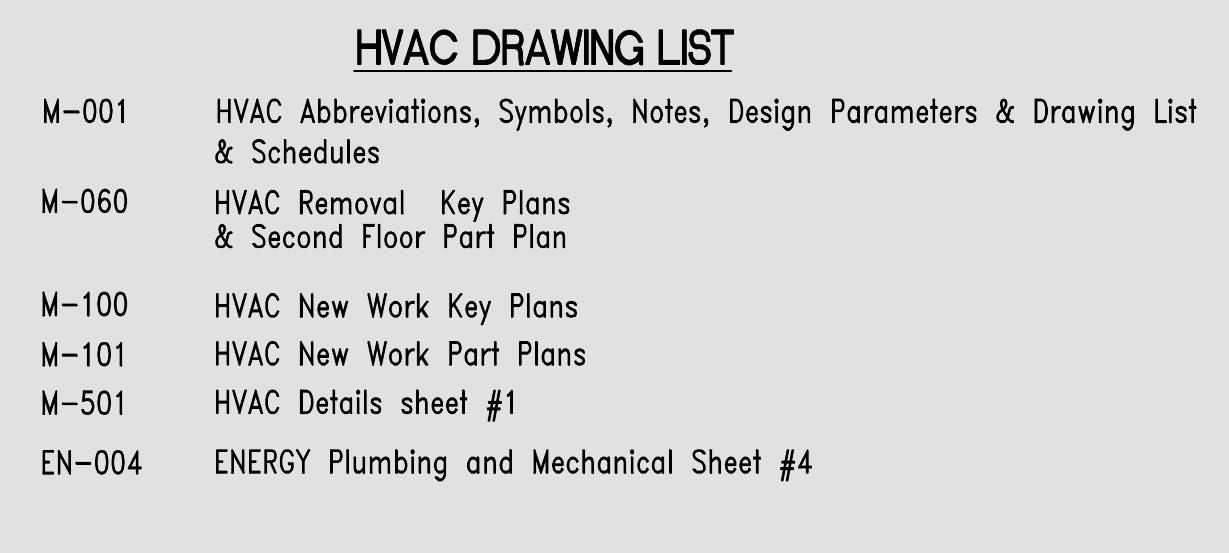 HVAC DRAWING LIST
M-001 HVAC Abbreviations, Symbols, Notes, Design Parameters & Drawing List
& Schedules
M-060 HVAC Removal Key Plans
& Second Floor Part Plan
M-100 HVAC New Work Key Plans
M-101 HVAC New Work Part Plans
M-501 HVAC Details sheet #1
EN-004 ENERGY Plumbing and Mechanical Sheet #4